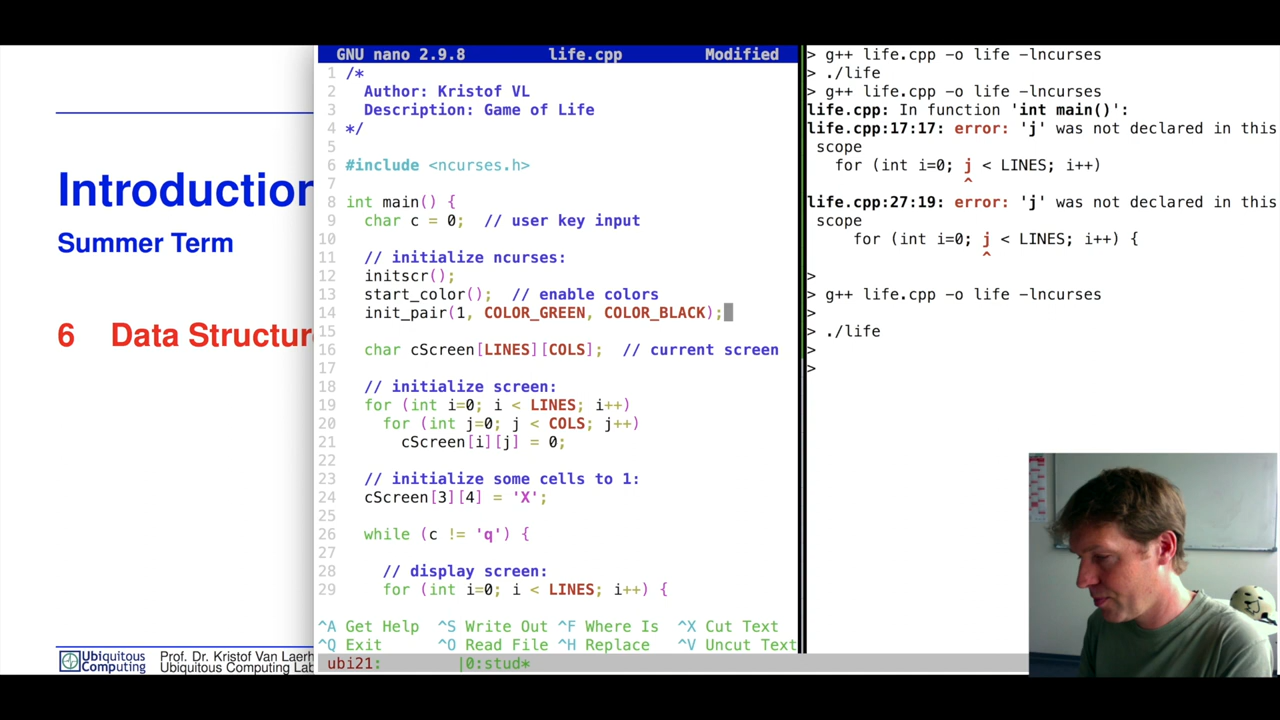 Introduction
Summer Term
6 Data Structur
Ubiquitous
Computing
Prof. Dr. Kristof Van Laerh
Ubiquitous Computing Lab
GNU nano 2.9.8 life.cpp Modified
1 /*
2 Author: Kristof VL
3 Description: Game of Life
4 */
5
6 #include <ncurses.h>
7
8 int main() {
9 char c = 0; // user key input
10
11 // initialize ncurses:
12 initscr();
13 start_color(); // enable colors
14 init_pair(1, COLOR_GREEN, COLOR_BLACK);
15
16 char cScreen[LINES][COLS]; // current screen
17
18 // initialize screen:
19 for (int i=0; i < LINES; i++)
20 for (int j=0; j < COLS; j++)
21 cScreen[i][j] = 0;
22
23 // initialize some cells to 1:
24 cScreen[3][4] = 'X';
25
26 while (c != 'q') {
27
28 // display screen:
29 for (int i=0; i < LINES; i++) {
^A Get Help ^S Write Out ^F Where Is ^X Cut Text
^Q Exit ^O Read File ^H Replace ^V Uncut Text
ubi21: |0:stud*
> g++ life.cpp -o life -lncurses
> ./life
> g++ life.cpp -o life -lncurses
life.cpp: In function 'int main()':
life.cpp:17:17: error: 'j' was not declared in this
scope
for (int i=0; j < LINES; i++)
^
life.cpp:27:19: error: 'j' was not declared in this
scope
for (int i=0; j < LINES; i++) {
^
>
> g++ life.cpp -o life -lncurses
>
> ./life
>
>